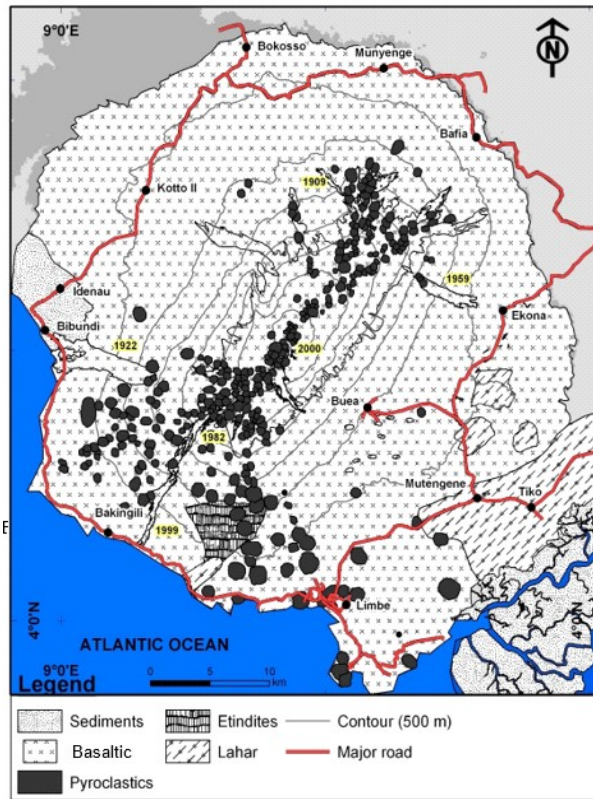 9°0'E
Bokosso
Munyenge
N
Bafia
1909
Kotto II
1959
Idenau
Ekona
Bibundi
1922
2000
Buea
1982
Mutengene
Tiko
Bakingili
1999
E
Limbe
4°0'N
4°0'N
ATLANTIC OCEAN
9°0'E
0 5 10
km
Legend
Sediments
Etindites
Contour (500 m)
Basaltic
Lahar
Major road
Pyroclastics